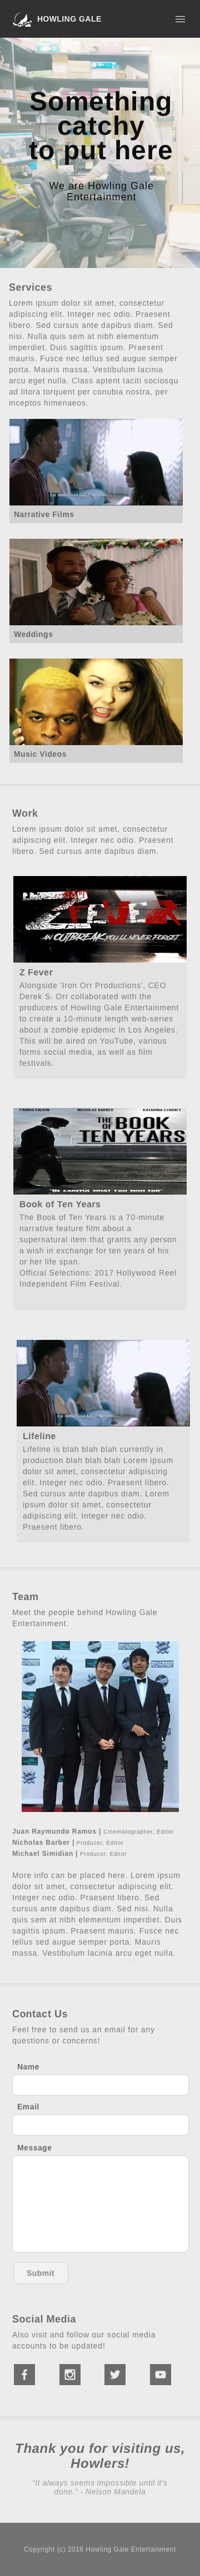 HOWLING GALE
Something
catchy
to put here
We are Howling Gale
Entertainment
Services
Lorem ipsum dolor sit amet, consectetur
adipiscing elit. Integer nec odio. Praesent
libero. Sed cursus ante dapibus diam. Sed
nisi. Nulla quis sem at nibh elementum
imperdiet. Duis sagittis ipsum. Praesent
mauris. Fusce nec tellus sed augue semper
porta. Mauris massa. Vestibulum lacinia
arcu eget nulla. Class aptent taciti sociosqu
ad litora torquent per conubia nostra, per
inceptos himenaeos.
Narrative Films
Weddings
Music Videos
Work
Lorem ipsum dolor sit amet, consectetur
adipiscing elit. Integer nec odio. Praesent
libero. Sed cursus ante dapibus diam.
Z FEVER
AN OUTBREAK YOU'LL NEVER FORGET
Z Fever
Alongside 'Iron Orr Productions', CEO
Derek S. Orr collaborated with the
producers of Howling Gale Entertainment
to create a 10-minute length web-series
about a zombie epidemic in Los Angeles.
This will be aired on YouTube, various
forms social media, as well as film
festivals.
THE BOOK OF
TEN YEARS
BE CAREFUL WHAT YOU WISH FOR
Book of Ten Years
The Book of Ten Years is a 70-minute
narrative feature film about a
supernatural item that grants any person
a wish in exchange for ten years of his
or her life span.
Official Selections: 2017 Hollywood Reel
Independent Film Festival.
Lifeline
Lifeline is blah blah blah currently in
production blah blah blah Lorem ipsum
dolor sit amet, consectetur adipiscing
elit. Integer nec odio. Praesent libero.
Sed cursus ante dapibus diam. Lorem
ipsum dolor sit amet, consectetur
adipiscing elit. Integer nec odio.
Praesent libero.
Team
Meet the people behind Howling Gale
Entertainment.
Juan Raymundo Ramos | Cinematographer, Editor
Nicholas Barber | Producer, Editor
Michael Simidian | Producer, Editor
More info can be placed here. Lorem ipsum
dolor sit amet, consectetur adipiscing elit.
Integer nec odio. Praesent libero. Sed
cursus ante dapibus diam. Sed nisi. Nulla
quis sem at nibh elementum imperdiet. Duis
sagittis ipsum. Praesent mauris. Fusce nec
tellus sed augue semper porta. Mauris
massa. Vestibulum lacinia arcu eget nulla.
Contact Us
Feel free to send us an email for any
questions or concerns!
Name
Email
Message
Submit
Social Media
Also visit and follow our social media
accounts to be updated!
Thank you for visiting us,
Howlers!
"It always seems impossible until it's
done." - Nelson Mandela
Copyright (c) 2018 Howling Gale Entertainment